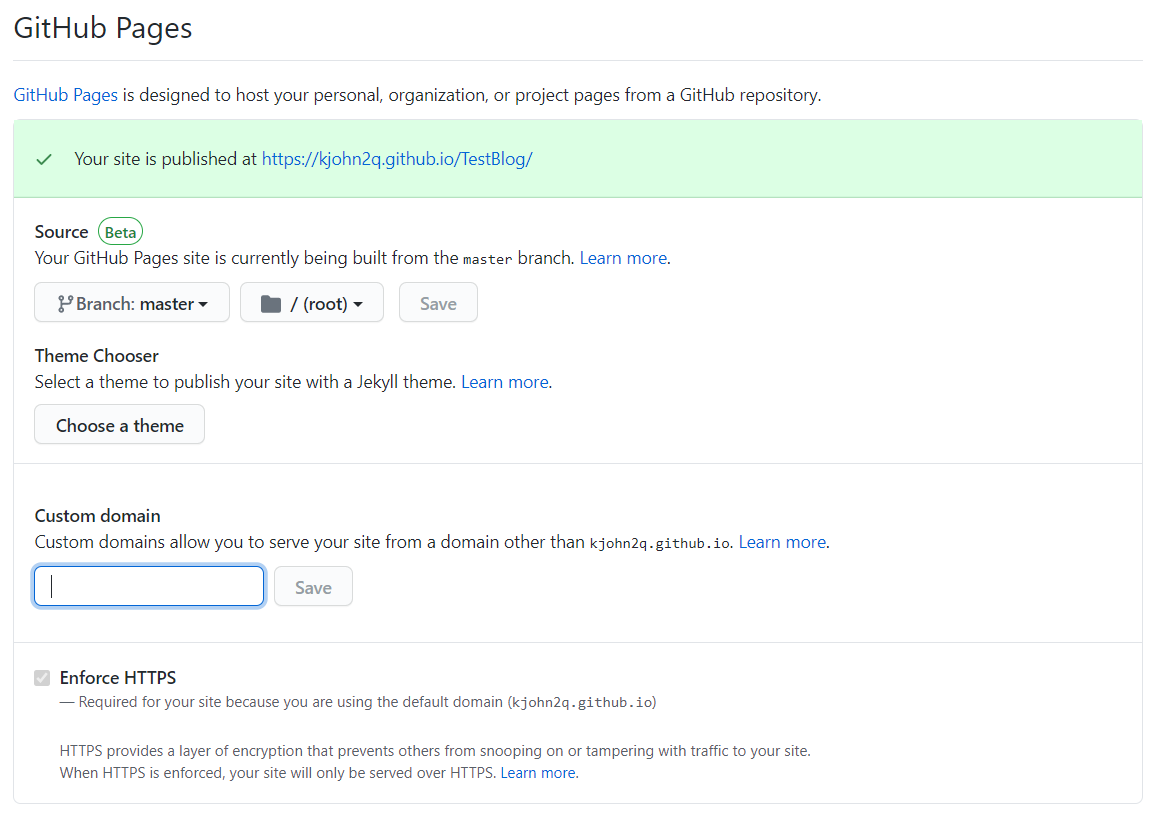 GitHub Pages
GitHub Pages is designed to host your personal, organization, or project pages from a GitHub repository.
Your site is published at https://kjohn2q.github.io/TestBlog/
Source Beta
Your GitHub Pages site is currently being built from the master branch. Learn more.
Branch: master / (root) Save
Theme Chooser
Select a theme to publish your site with a Jekyll theme. Learn more.
Choose a theme
Custom domain
Custom domains allow you to serve your site from a domain other than kjohn2q.github.io. Learn more.
Save
Enforce HTTPS
— Required for your site because you are using the default domain (kjohn2q.github.io)
HTTPS provides a layer of encryption that prevents others from snooping on or tampering with traffic to your site.
When HTTPS is enforced, your site will only be served over HTTPS. Learn more.